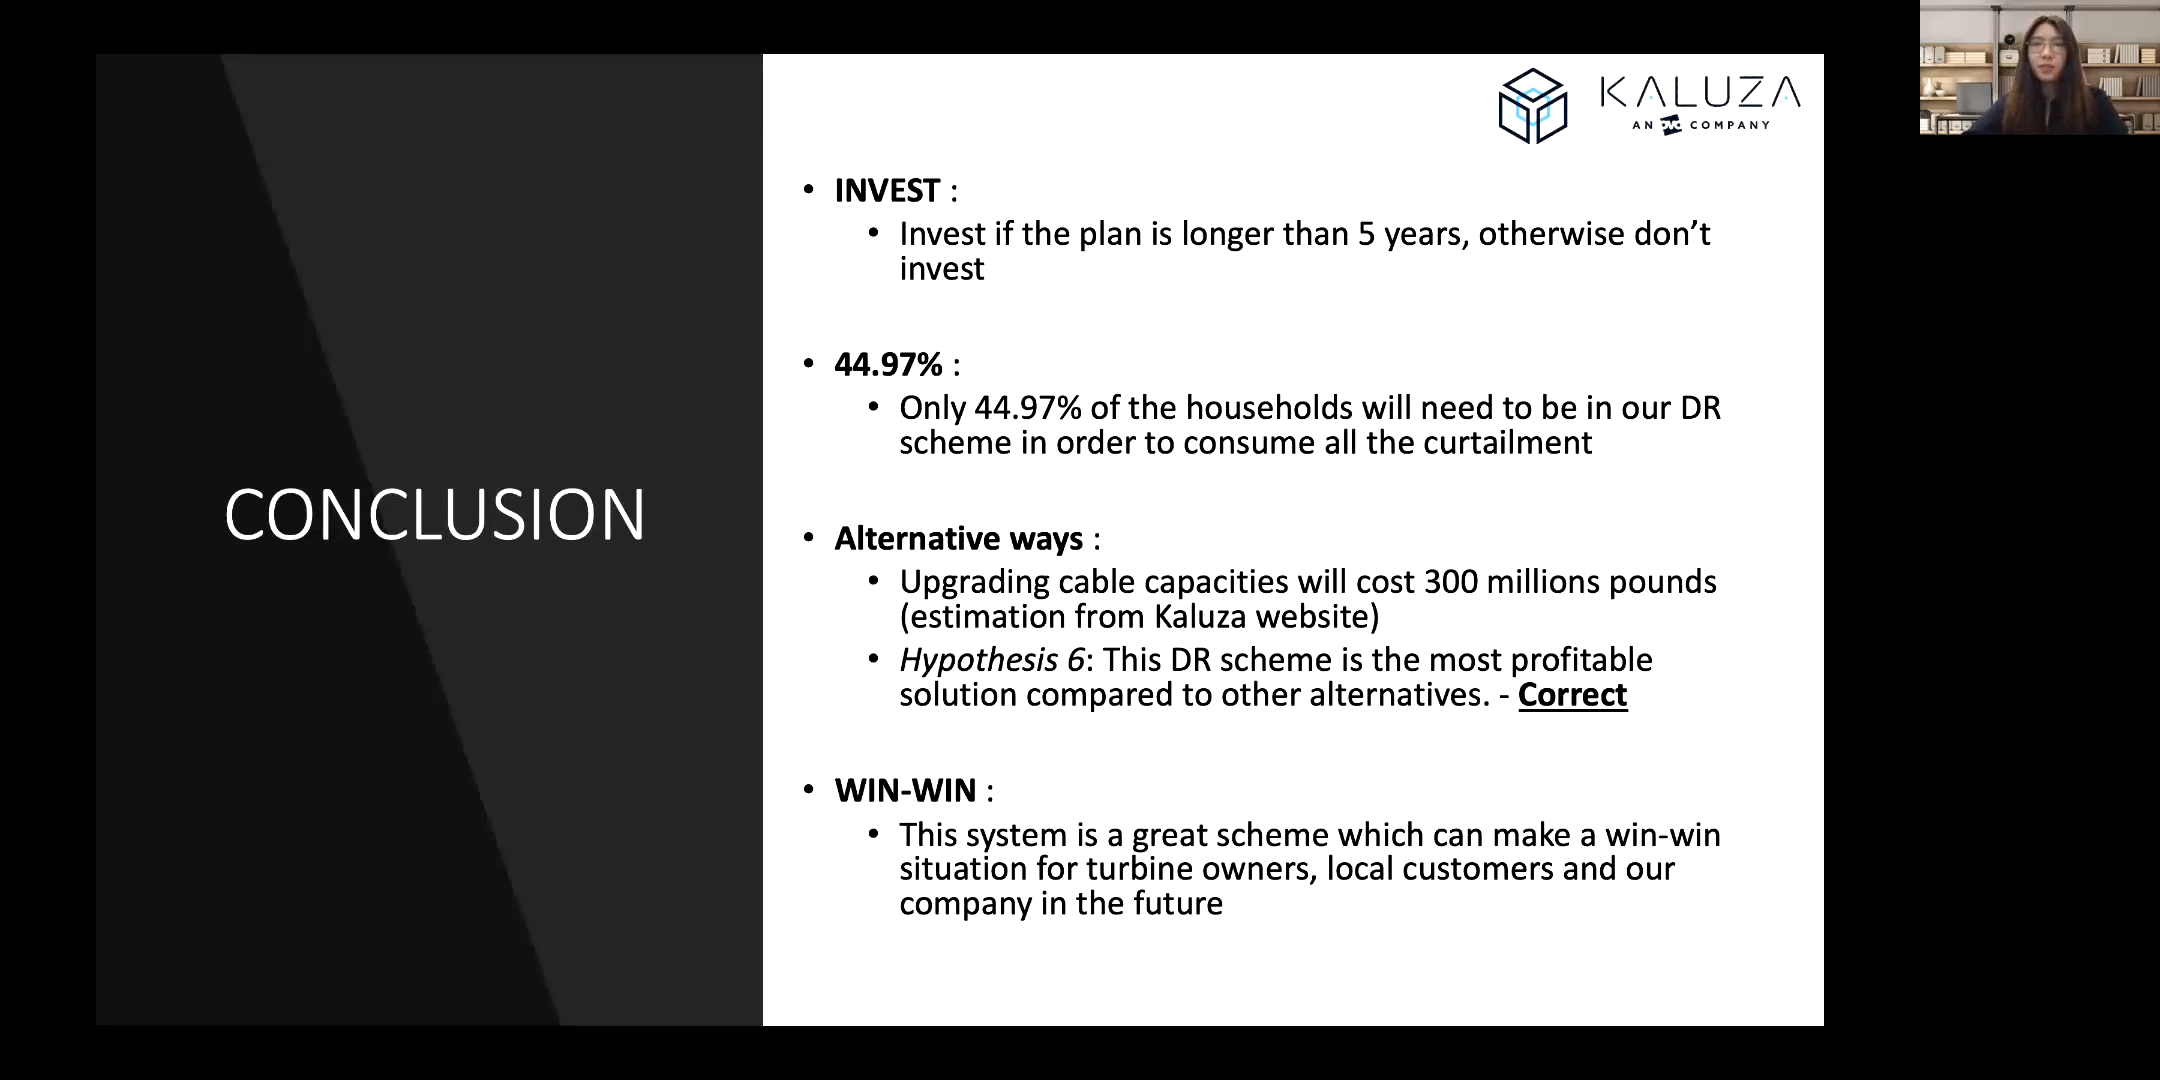 KALUZA
AN OVO COMPANY
CONCLUSION
• INVEST :
• Invest if the plan is longer than 5 years, otherwise don’t
invest
• 44.97% :
• Only 44.97% of the households will need to be in our DR
scheme in order to consume all the curtailment
• Alternative ways :
• Upgrading cable capacities will cost 300 millions pounds
(estimation from Kaluza website)
• Hypothesis 6: This DR scheme is the most profitable
solution compared to other alternatives. - Correct
• WIN-WIN :
• This system is a great scheme which can make a win-win
situation for turbine owners, local customers and our
company in the future